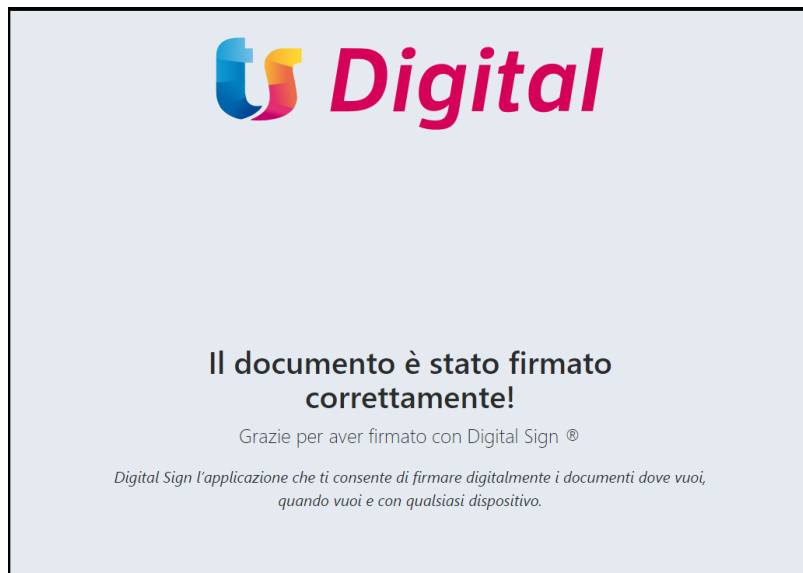 ts Digital
Il documento è stato firmato
correttamente!
Grazie per aver firmato con Digital Sign ®
Digital Sign l'applicazione che ti consente di firmare digitalmente i documenti dove vuoi,
quando vuoi e con qualsiasi dispositivo.